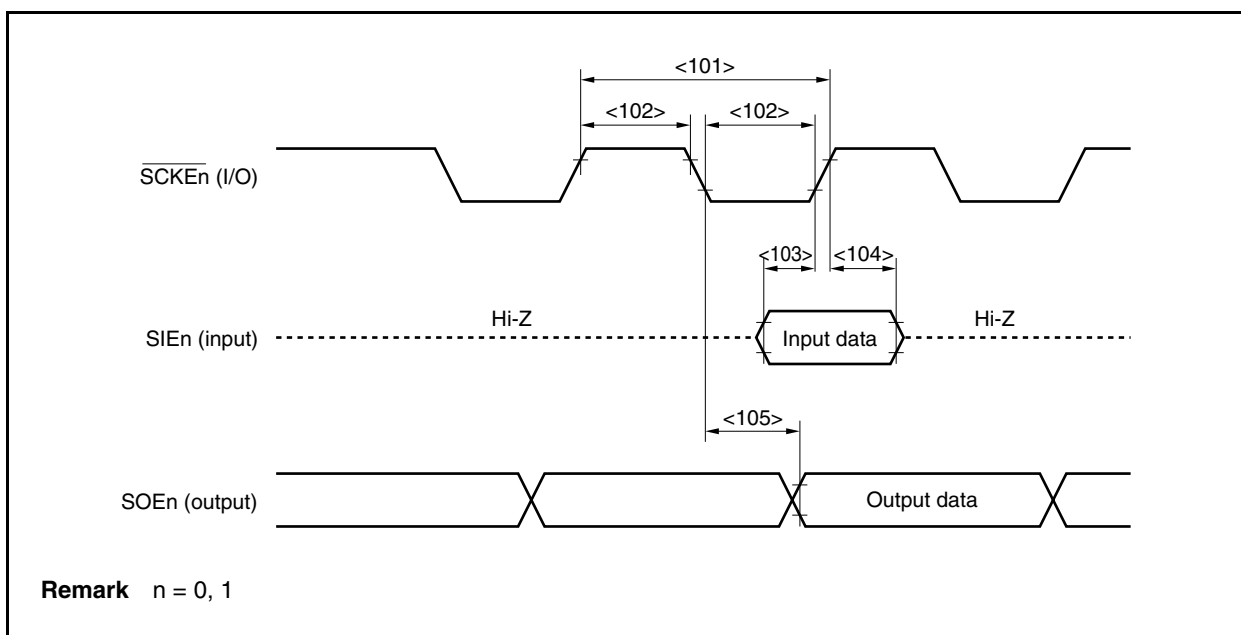 <101>
<102> <102>
SCKEn (I/O)
<103> <104>
Hi-Z Hi-Z
SIEn (input) Input data
<105>
SOEn (output) Output data
Remark n = 0, 1